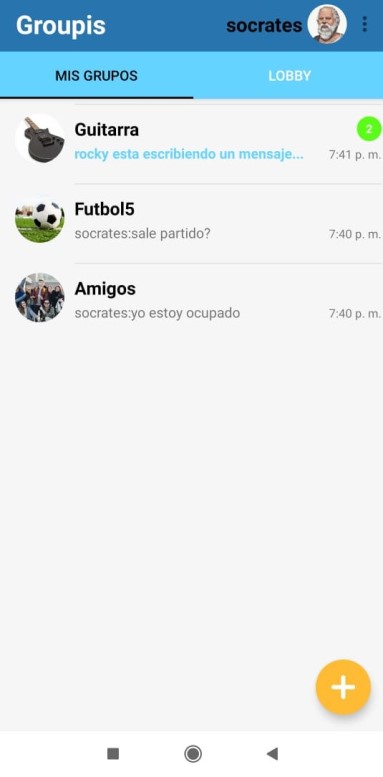 Groupis
socrates
MIS GRUPOS
LOBBY
Guitarra
2
rocky esta escribiendo un mensaje...
7:41 p. m.
Futbol5
socrates:sale partido?
7:40 p. m.
Amigos
socrates:yo estoy ocupado
7:40 p. m.